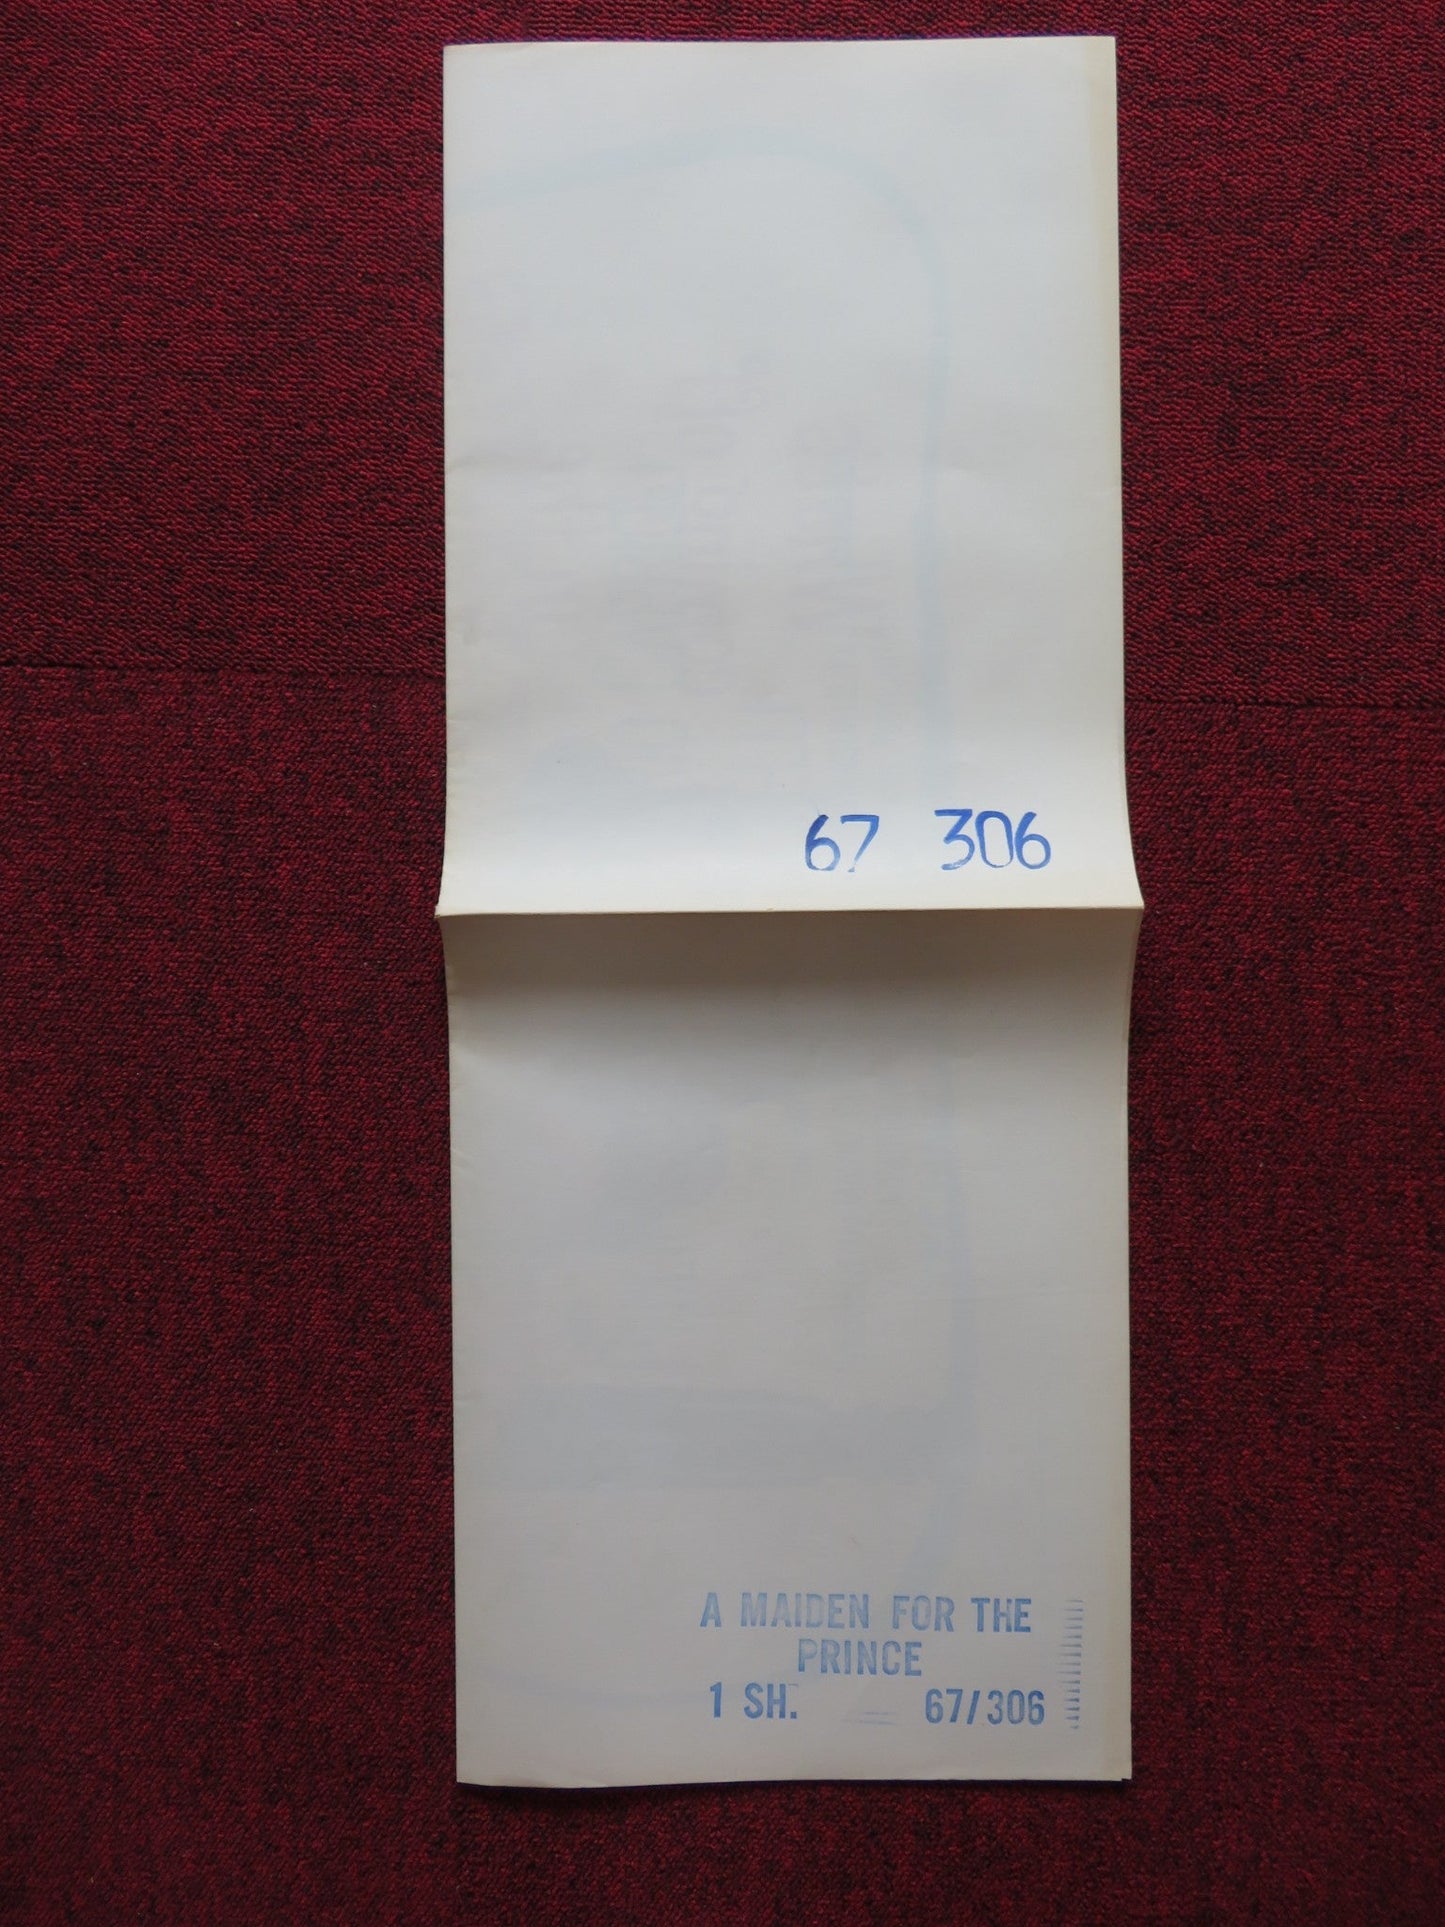 67 306
A MAIDEN FOR THE
PRINCE
1 SH. 67/306